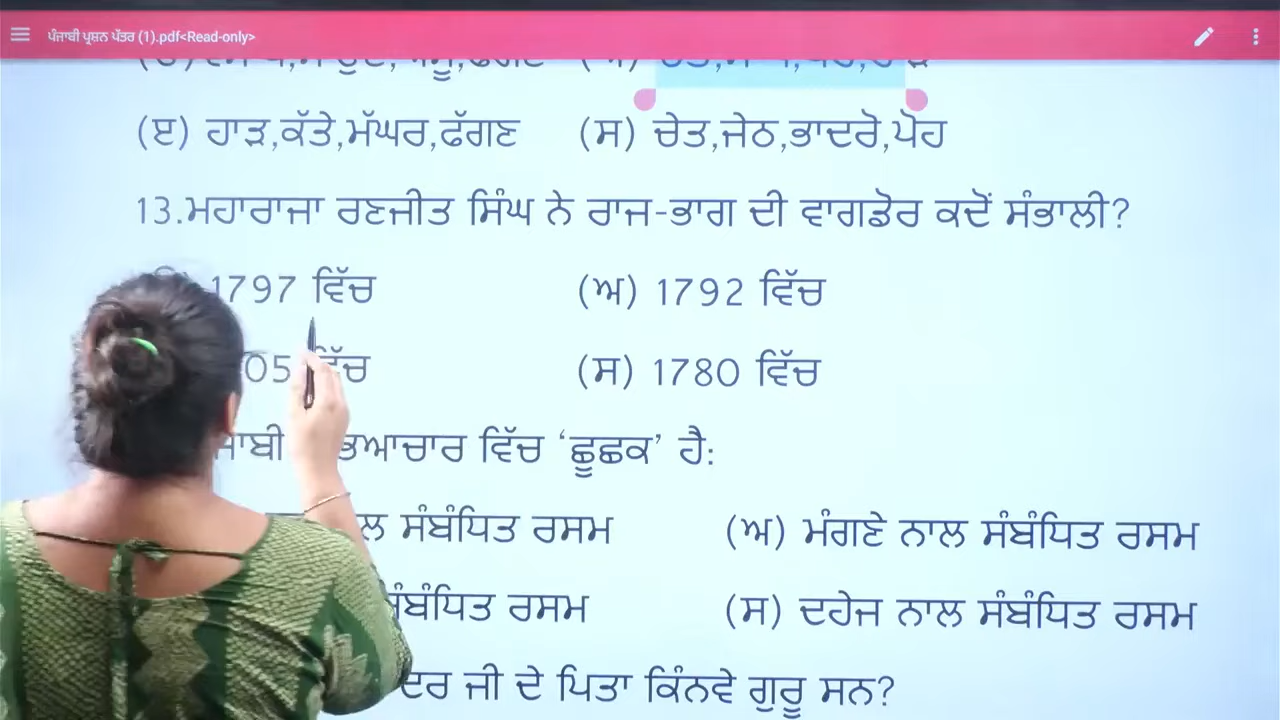 ਪੰਜਾਬੀ ਪ੍ਰਸ਼ਨ ਪੱਤਰ (1).pdf<Read-only>
(ੲ) ਹਾੜ,ਕੱਤੇ,ਮੱਘਰ,ਫੱਗਣ (ਸ) ਚੇਤ,ਜੇਠ,ਭਾਦਰੋ,ਪੋਹ
13.ਮਹਾਰਾਜਾ ਰਣਜੀਤ ਸਿੰਘ ਨੇ ਰਾਜ-ਭਾਗ ਦੀ ਵਾਗਡੋਰ ਕਦੋਂ ਸੰਭਾਲੀ?
1797 ਵਿੱਚ (ਅ) 1792 ਵਿੱਚ
05 ਵਿੱਚ (ਸ) 1780 ਵਿੱਚ
ਵਿੱਚ ‘ਛੂਛਕ’ ਹੈ:
ਸੰਬੰਧਿਤ ਰਸਮ (ਅ) ਮੰਗਣੇ ਨਾਲ ਸੰਬੰਧਿਤ ਰਸਮ
ਸੰਬੰਧਿਤ ਰਸਮ (ਸ) ਦਹੇਜ ਨਾਲ ਸੰਬੰਧਿਤ ਰਸਮ
ਜੀ ਦੇ ਪਿਤਾ ਕਿੰਨਵੇ ਗੁਰੂ ਸਨ?